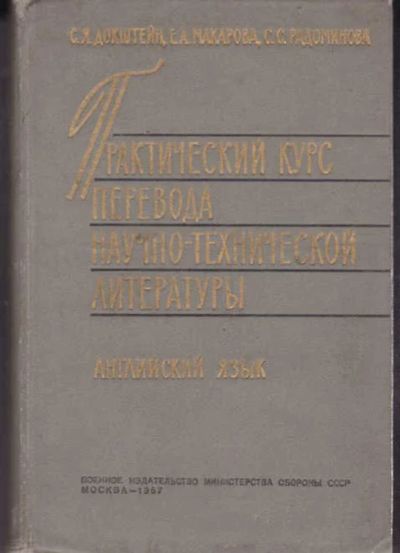 С.Я. ДОКШТЕЙН, Е.А. МАКАРОВА, С.С. РАДОМИНОВА
ПРАКТИЧЕСКИЙ КУРС
ПЕРЕВОДА
НАУЧНО-ТЕХНИЧЕСКОЙ
ЛИТЕРАТУРЫ
АНГЛИЙСКИЙ ЯЗЫК
ВОЕННОЕ ИЗДАТЕЛЬСТВО МИНИСТЕРСТВА ОБОРОНЫ СССР
МОСКВА—1967